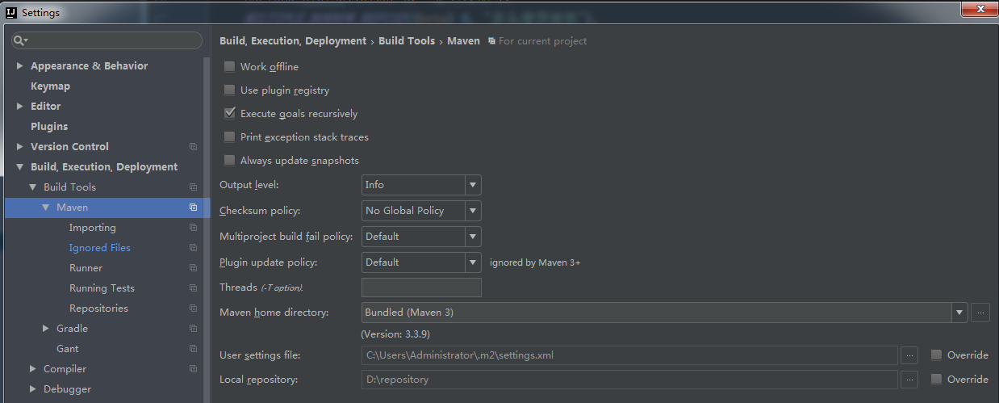 Settings
Appearance & Behavior
Keymap
Editor
Plugins
Version Control
Build, Execution, Deployment
Build Tools
Maven
Importing
Ignored Files
Runner
Running Tests
Repositories
Gradle
Gant
Compiler
Debugger
Build, Execution, Deployment › Build Tools › Maven For current project
Work offline
Use plugin registry
Execute goals recursively
Print exception stack traces
Always update snapshots
Output level: Info
Checksum policy: No Global Policy
Multiproject build fail policy: Default
Plugin update policy: Default ignored by Maven 3+
Threads (-T option).
Maven home directory: Bundled (Maven 3) ...
(Version: 3.3.9)
User settings file: C:\Users\Administrator\.m2\settings.xml ... Override
Local repository: D:\repository ... Override